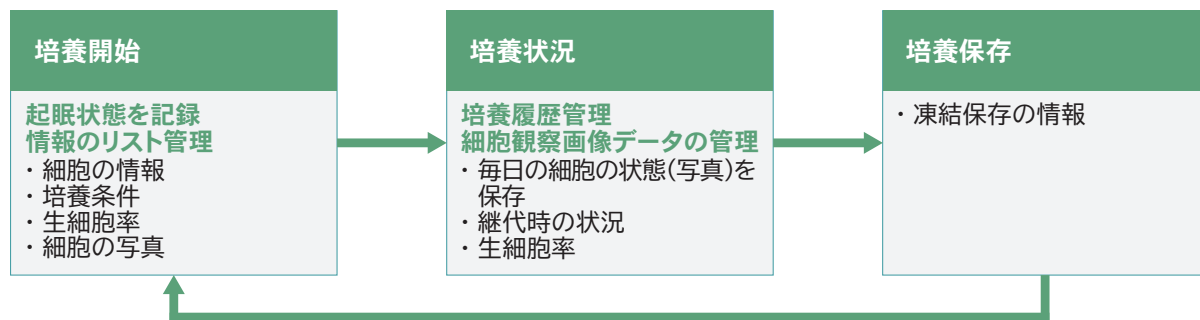 培養開始
起眠状態を記録
情報のリスト管理
・細胞の情報
・培養条件
・生細胞率
・細胞の写真
培養状況
培養履歴管理
細胞観察画像データの管理
・毎日の細胞の状態(写真)を
保存
・継代時の状況
・生細胞率
培養保存
・凍結保存の情報